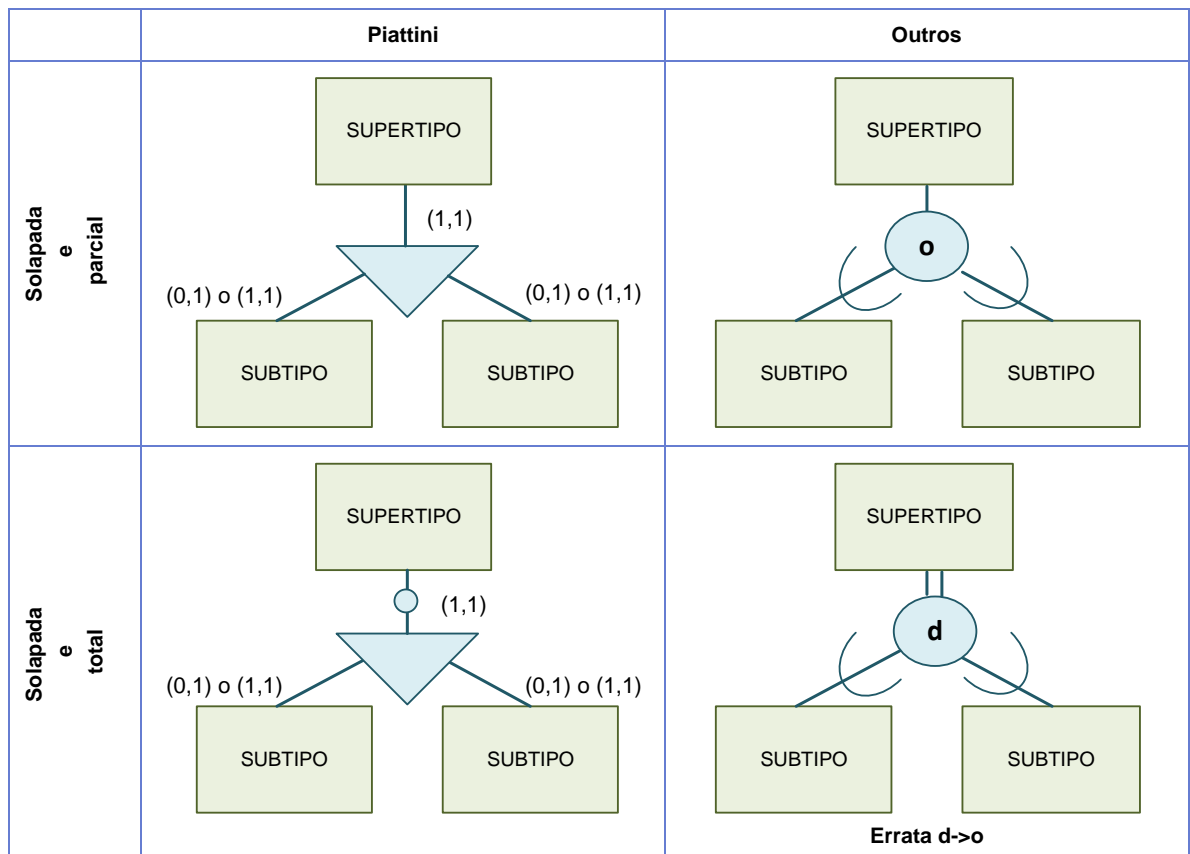 Piattini
Outros
Solapada
e
parcial
SUPERTIPO
(1,1)
(0,1) o (1,1)
(0,1) o (1,1)
SUBTIPO
SUBTIPO
SUPERTIPO
o
SUBTIPO
SUBTIPO
Solapada
e
total
SUPERTIPO
(1,1)
(0,1) o (1,1)
(0,1) o (1,1)
SUBTIPO
SUBTIPO
SUPERTIPO
d
SUBTIPO
SUBTIPO
Errata d->o